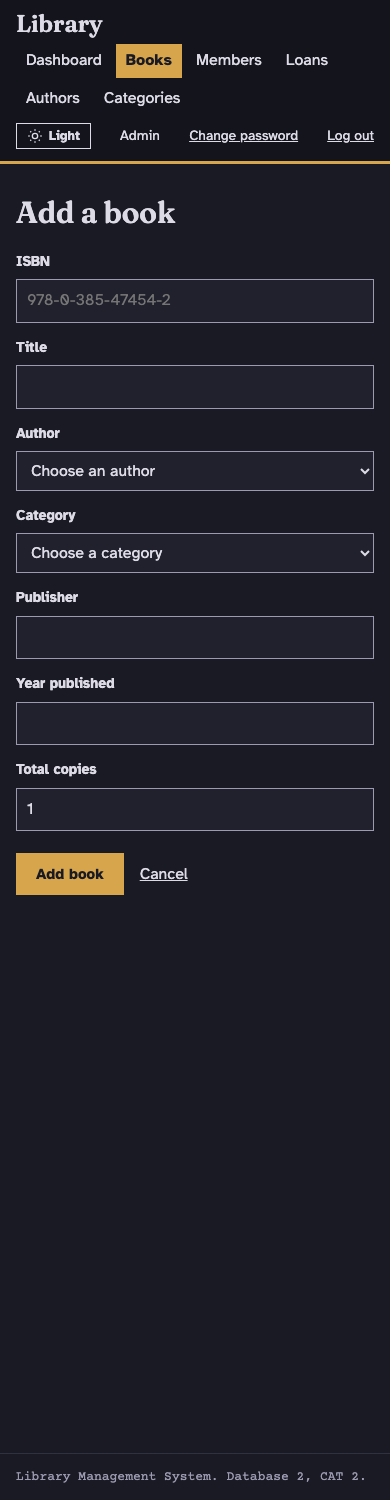 Library
Dashboard Books Members Loans
Authors Categories
Light Admin Change password Log out
Add a book
ISBN
978-0-385-47454-2
Title
Author
Choose an author
Category
Choose a category
Publisher
Year published
Total copies
1
Add book Cancel
Library Management System. Database 2, CAT 2.